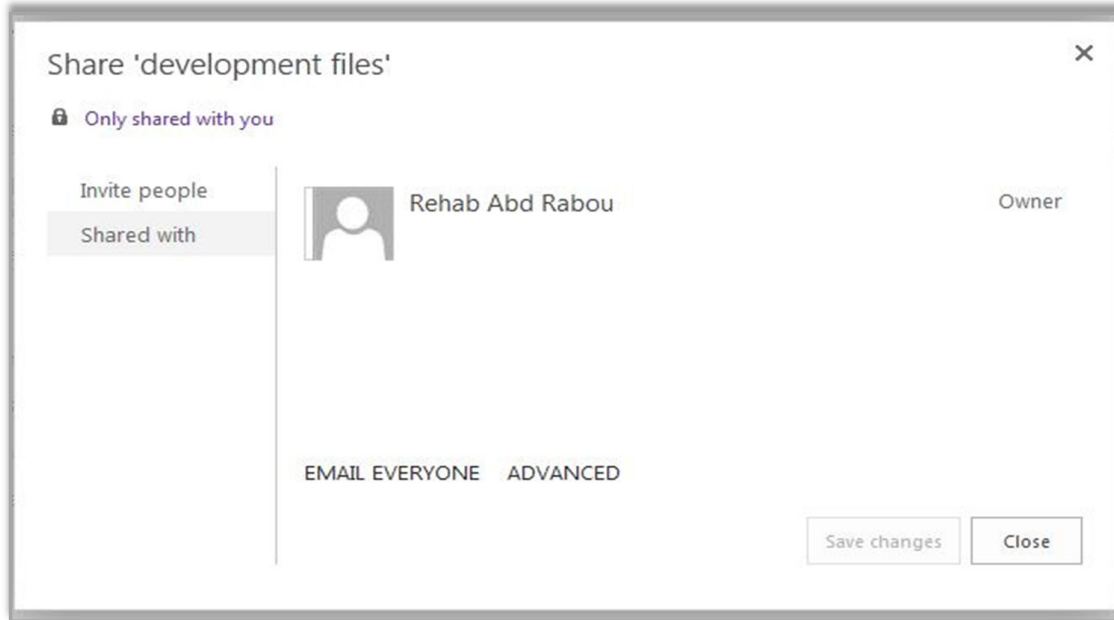 Share 'development files'
Only shared with you
Invite people
Shared with
Rehab Abd Rabou
Owner
EMAIL EVERYONE ADVANCED
Save changes
Close